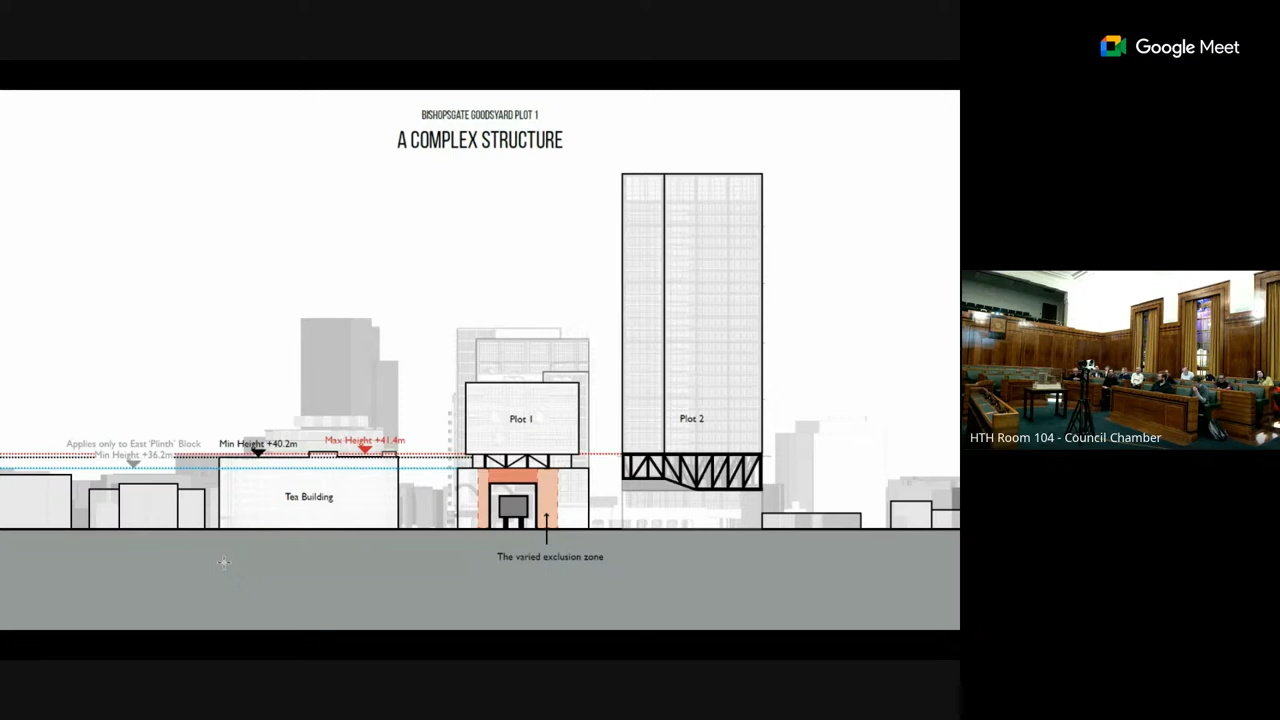 Google Meet
BISHOPSGATE GOODSYARD PLOT 1
A COMPLEX STRUCTURE
Plot 1
Plot 2
Applies only to East 'Plinth' Block
Min Height +36.2m
Min Height +40.2m
Max Height +41.4m
Tea Building
The varied exclusion zone
HTH Room 104 - Council Chamber